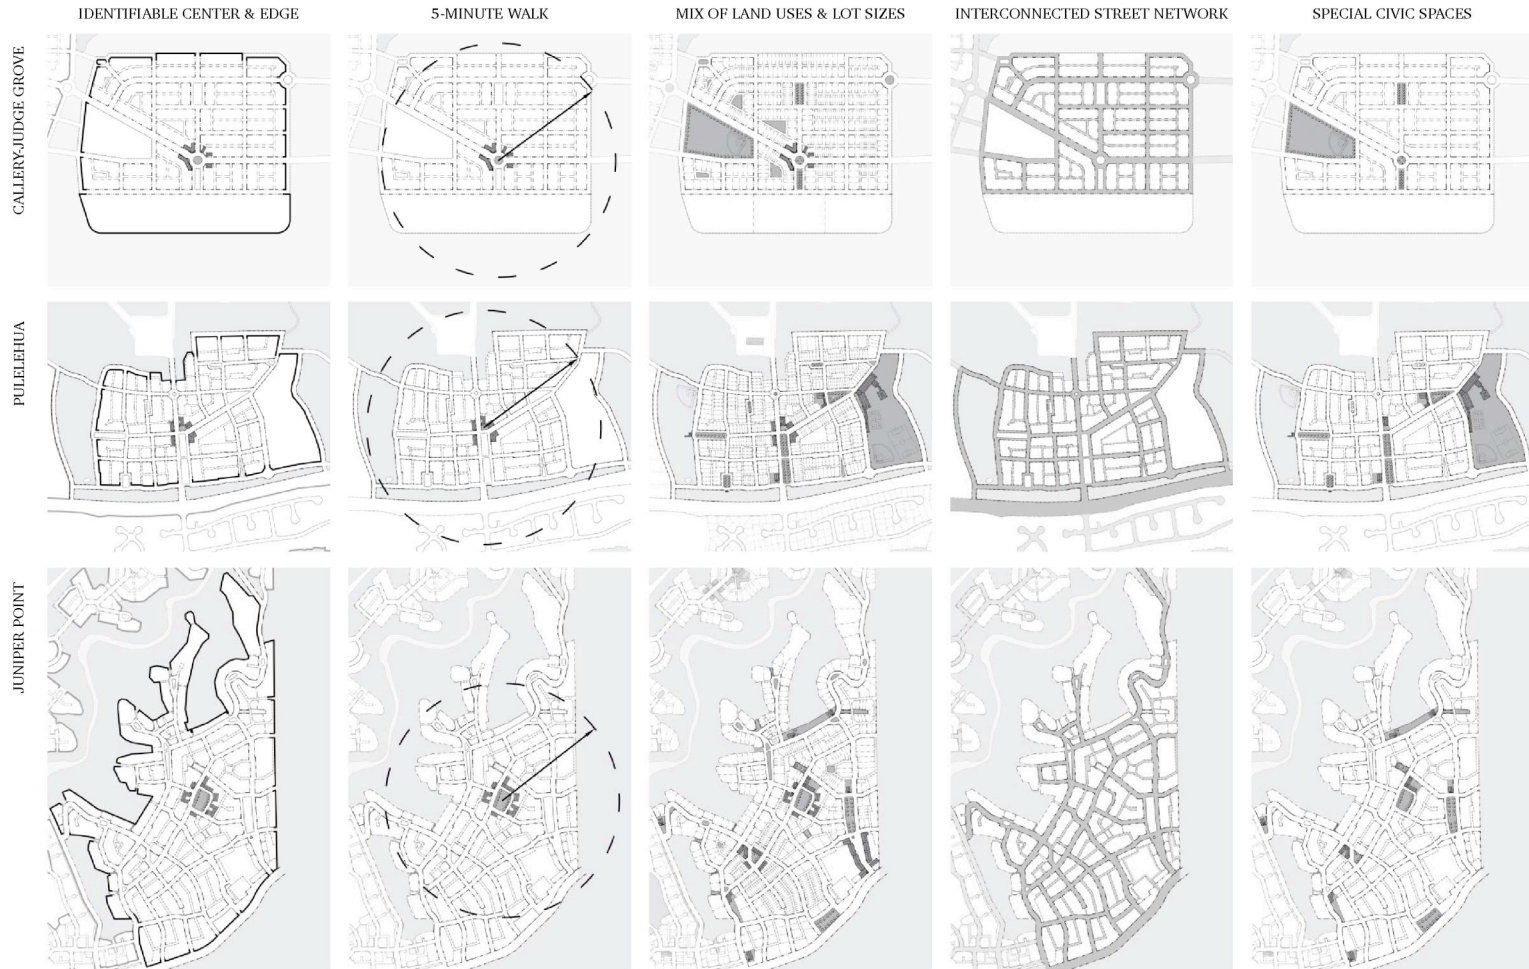 IDENTIFIABLE CENTER & EDGE
5-MINUTE WALK
MIX OF LAND USES & LOT SIZES
INTERCONNECTED STREET NETWORK
SPECIAL CIVIC SPACES
CALLERY-JUDGE GROVE
PULELEHUA
JUNIPER POINT